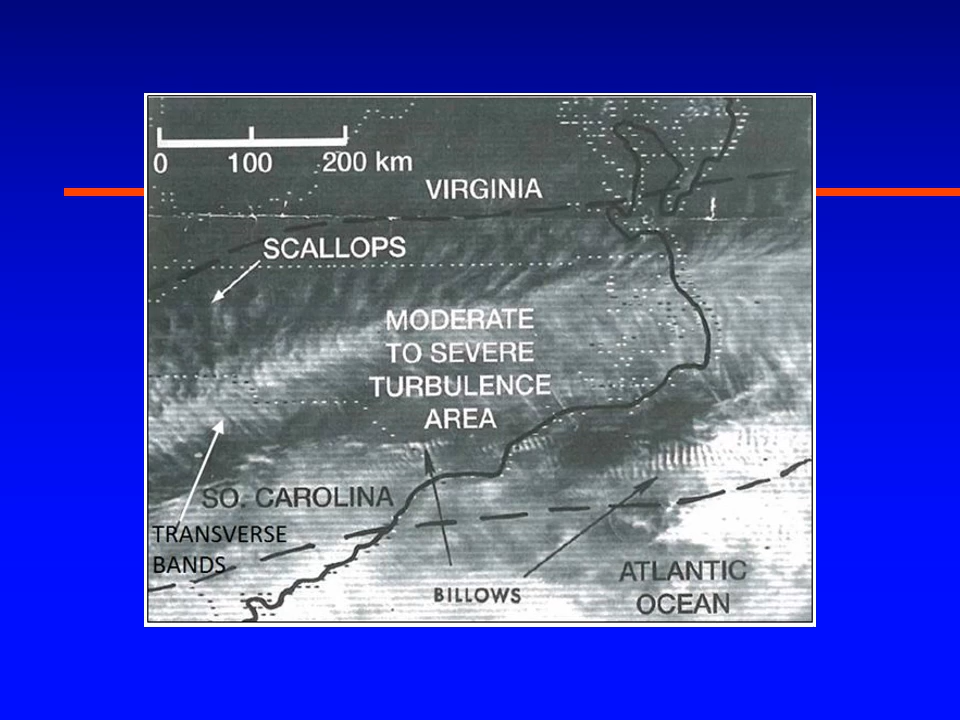 0 100 200 km
VIRGINIA
SCALLOPS
MODERATE
TO SEVERE
TURBULENCE
AREA
SO. CAROLINA
TRANSVERSE
BANDS
BILLOWS
ATLANTIC
OCEAN